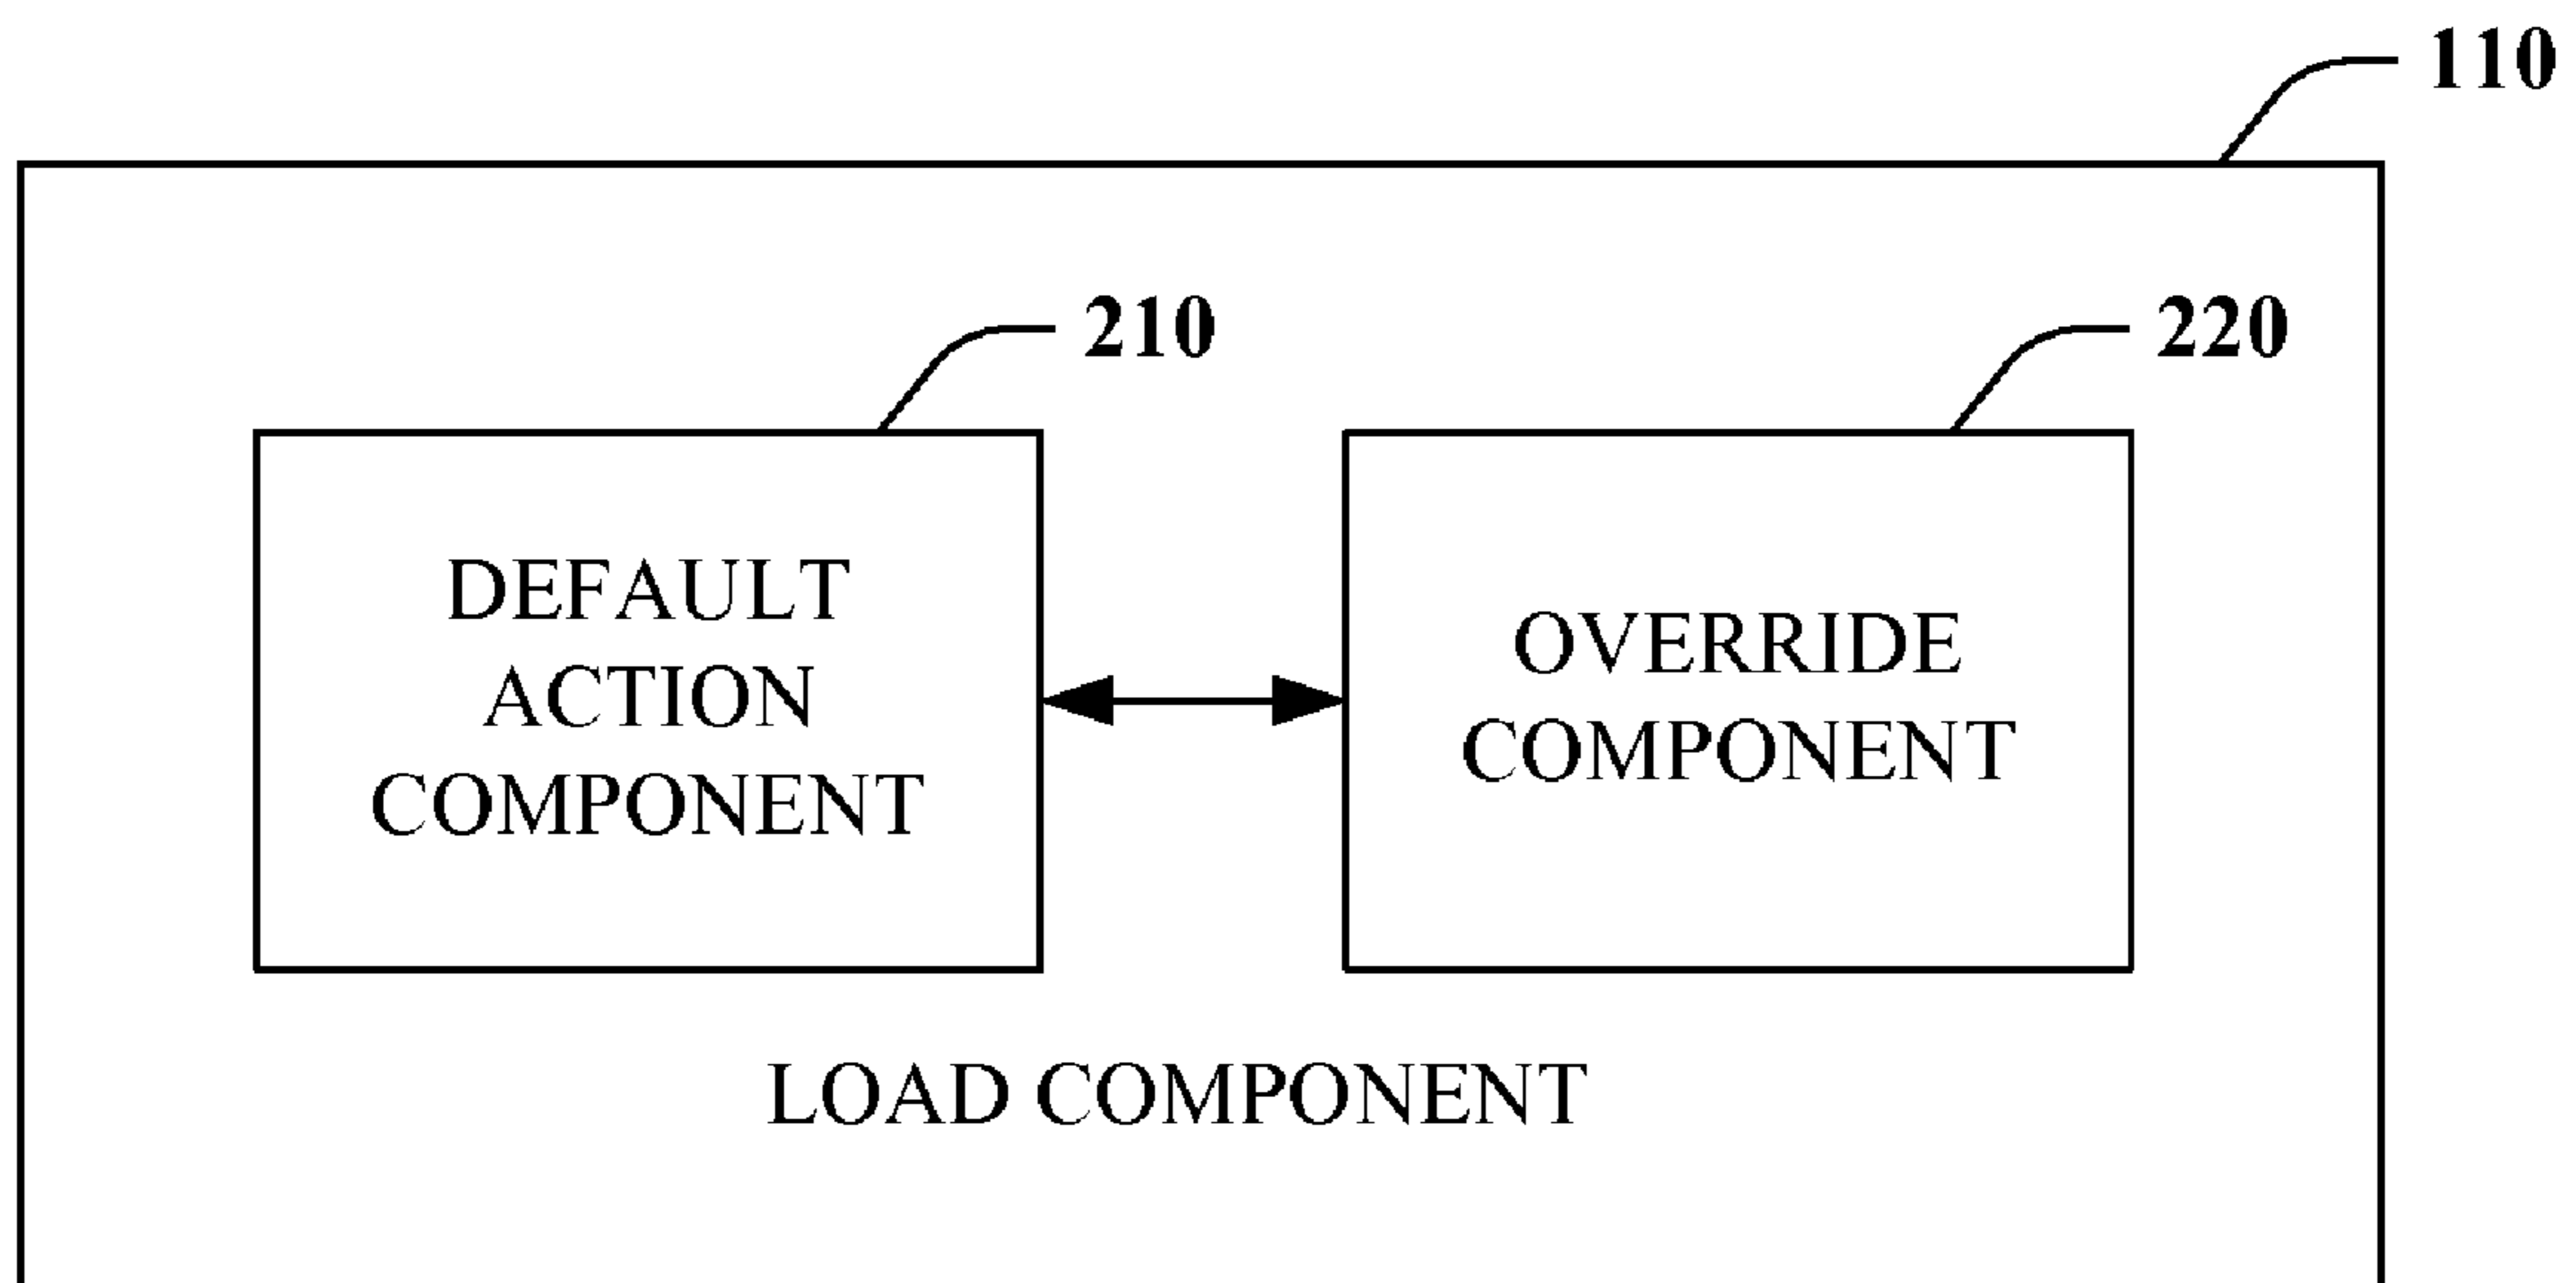 110
210
220
DEFAULT
ACTION
COMPONENT
OVERRIDE
COMPONENT
LOAD COMPONENT